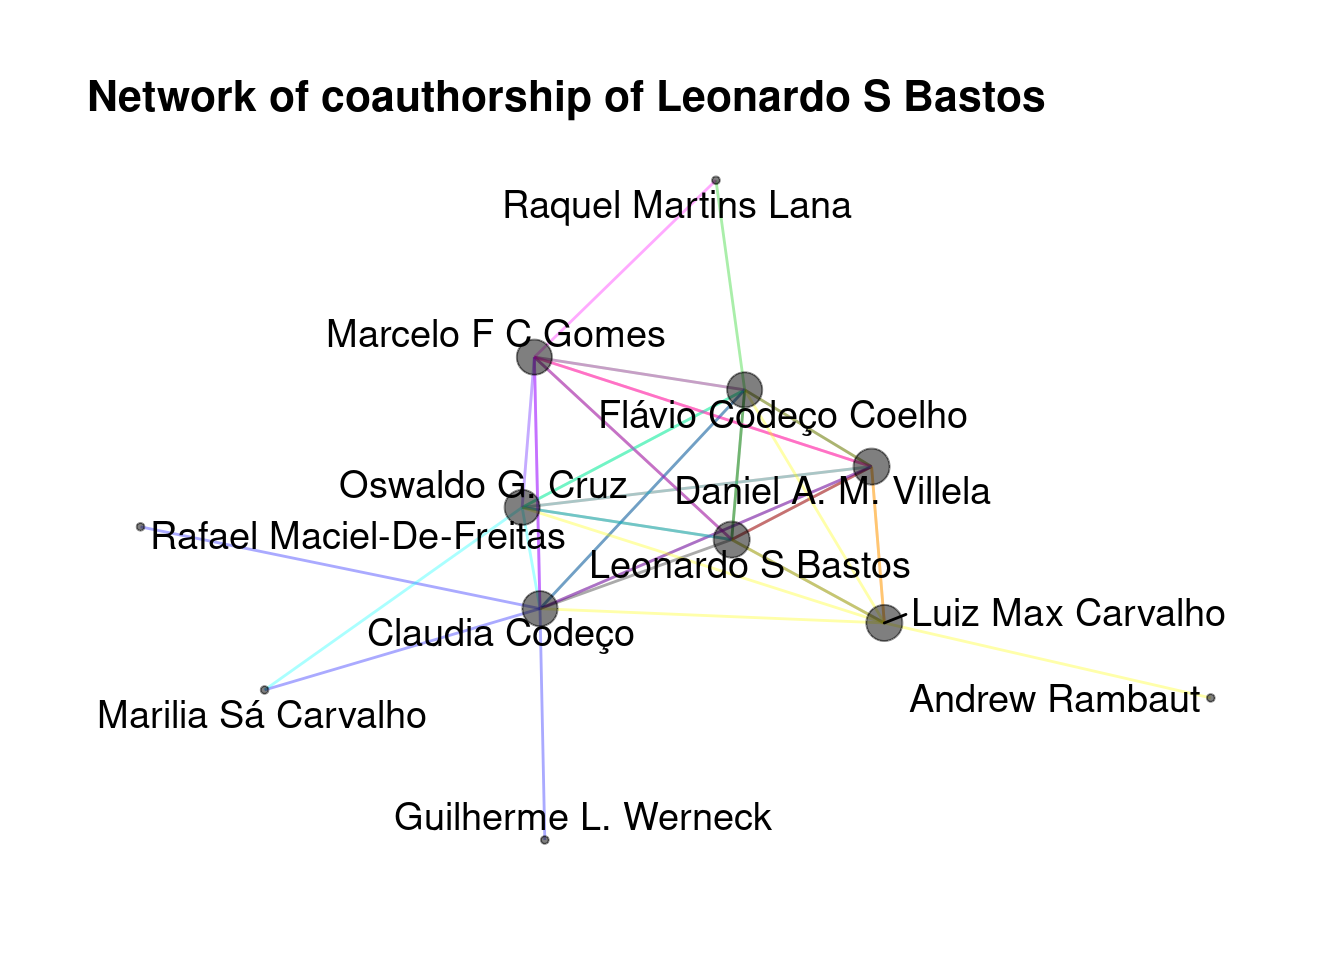 Network of coauthorship of Leonardo S Bastos
Raquel Martins Lana
Marcelo F C Gomes
Flávio Codeço Coelho
Oswaldo G. Cruz
Daniel A. M. Villela
Rafael Maciel-De-Freitas
Leonardo S Bastos
Luiz Max Carvalho
Claudia Codeço
Andrew Rambaut
Marilia Sá Carvalho
Guilherme L. Werneck